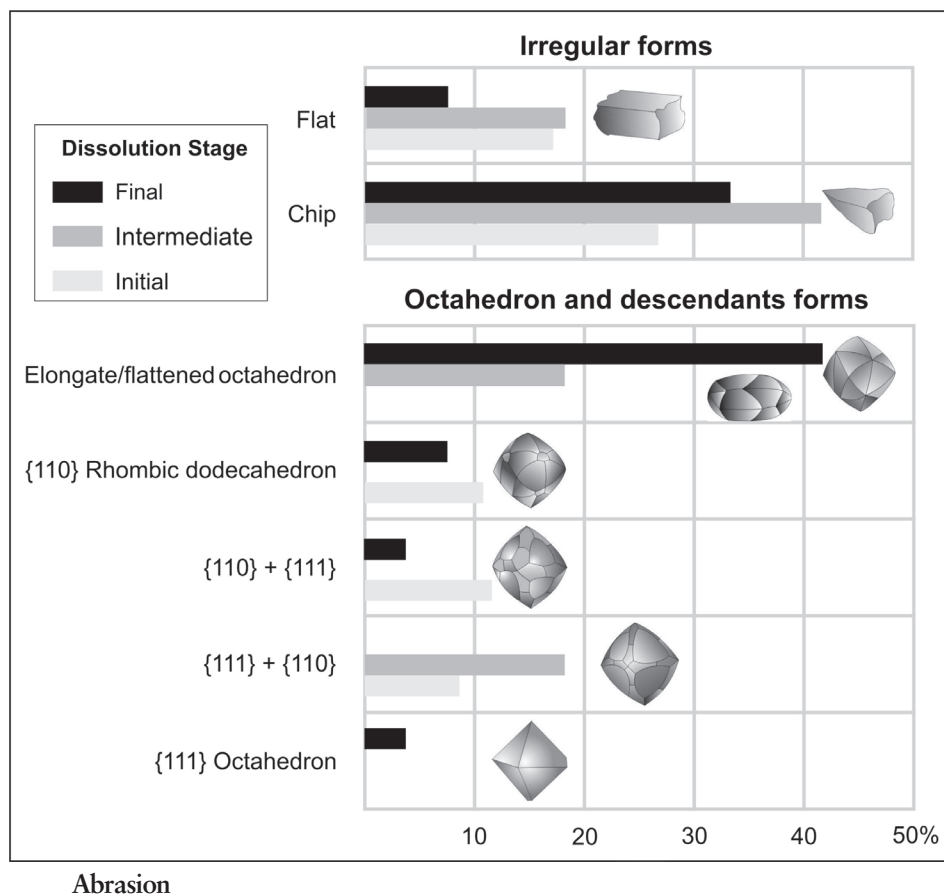 Irregular forms
Flat
Dissolution Stage
Final
Intermediate
Initial
Chip
Octahedron and descendants forms
Elongate/flattened octahedron
{110} Rhombic dodecahedron
{110} + {111}
{111} + {110}
{111} Octahedron
10 20 30 40 50%
Abrasion